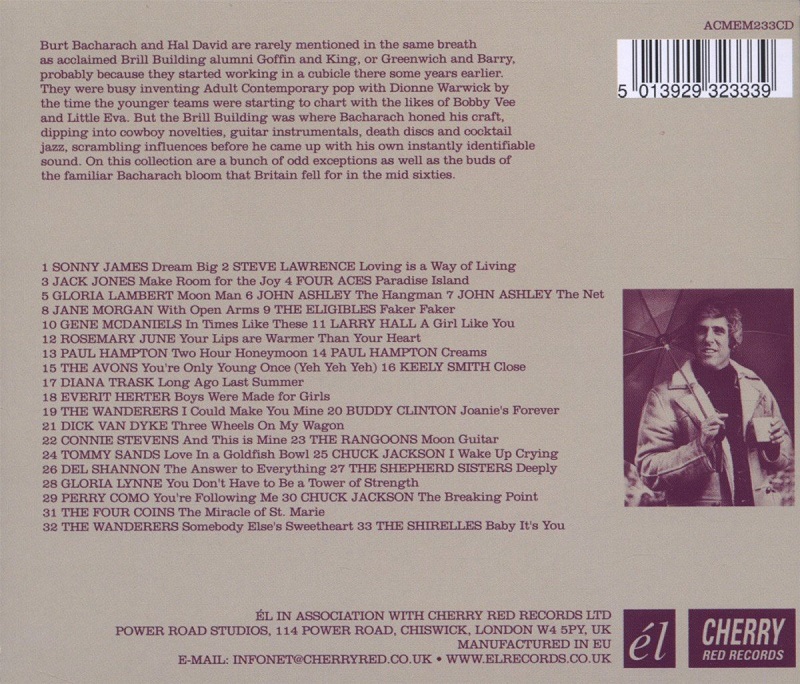 ACMEM233CD
Burt Bacharach and Hal David are rarely mentioned in the same breath
as acclaimed Brill Building alumni Goffin and King, or Greenwich and Barry,
probably because they started working in a cubicle there some years earlier.
They were busy inventing Adult Contemporary pop with Dionne Warwick by
the time the younger teams were starting to chart with the likes of Bobby Vee
and Little Eva. But the Brill Building was where Bacharach honed his craft,
dipping into cowboy novelties, guitar instrumentals, death discs and cocktail
jazz, scrambling influences before he came up with his own instantly identifiable
sound. On this collection are a bunch of odd exceptions as well as the buds of
the familiar Bacharach bloom that Britain fell for in the mid sixties.
5 013929 323339
1 SONNY JAMES Dream Big 2 STEVE LAWRENCE Loving is a Way of Living
3 JACK JONES Make Room for the Joy 4 FOUR ACES Paradise Island
5 GLORIA LAMBERT Moon Man 6 JOHN ASHLEY The Hangman 7 JOHN ASHLEY The Net
8 JANE MORGAN With Open Arms 9 THE ELIGIBLES Faker Faker
10 GENE MCDANIELS In Times Like These 11 LARRY HALL A Girl Like You
12 ROSEMARY JUNE Your Lips are Warmer Than Your Heart
13 PAUL HAMPTON Two Hour Honeymoon 14 PAUL HAMPTON Creams
15 THE AVONS You're Only Young Once (Yeh Yeh Yeh) 16 KEELY SMITH Close
17 DIANA TRASK Long Ago Last Summer
18 EVERIT HERTER Boys Were Made for Girls
19 THE WANDERERS I Could Make You Mine 20 BUDDY CLINTON Joanie's Forever
21 DICK VAN DYKE Three Wheels On My Wagon
22 CONNIE STEVENS And This is Mine 23 THE RANGOONS Moon Guitar
24 TOMMY SANDS Love In a Goldfish Bowl 25 CHUCK JACKSON I Wake Up Crying
26 DEL SHANNON The Answer to Everything 27 THE SHEPHERD SISTERS Deeply
28 GLORIA LYNNE You Don't Have to Be a Tower of Strength
29 PERRY COMO You're Following Me 30 CHUCK JACKSON The Breaking Point
31 THE FOUR COINS The Miracle of St. Marie
32 THE WANDERERS Somebody Else's Sweetheart 33 THE SHIRELLES Baby It's You
ÉL IN ASSOCIATION WITH CHERRY RED RECORDS LTD
POWER ROAD STUDIOS, 114 POWER ROAD, CHISWICK, LONDON W4 5PY, UK
MANUFACTURED IN EU
E-MAIL: INFONET@CHERRYRED.CO.UK • WWW.ELRECORDS.CO.UK
él
CHERRY
RED RECORDS